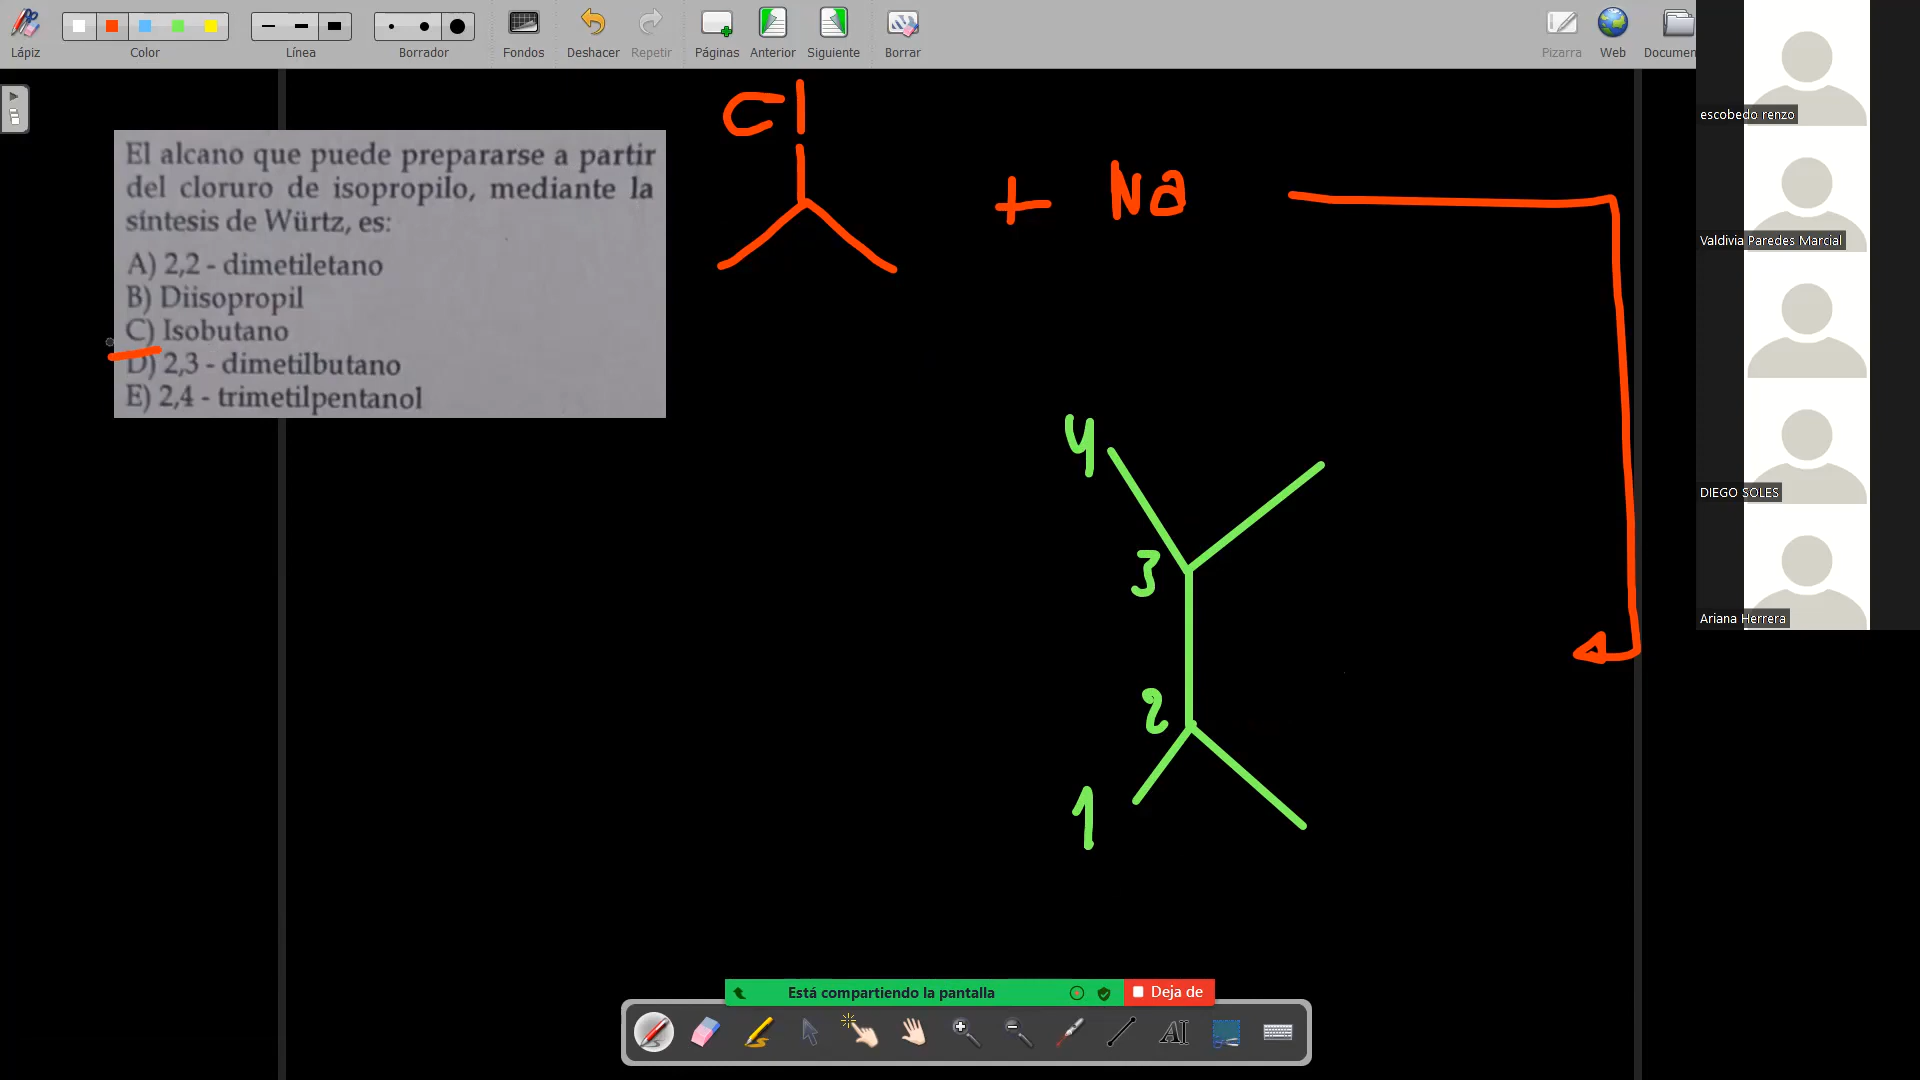 Lápiz
Color
Línea
Borrador
Fondos
Deshacer
Repetir
Páginas
Anterior
Siguiente
Borrar
Pizarra
Web
Documen
El alcano que puede prepararse a partir
del cloruro de isopropilo, mediante la
síntesis de Würtz, es:
A) 2,2 - dimetiletano
B) Diisopropil
C) Isobutano
D) 2,3 - dimetilbutano
E) 2,4 - trimetilpentanol
Cl
+ Na
4
3
2
1
escobedo renzo
Valdivia Paredes Marcial
DIEGO SOLES
Ariana Herrera
Está compartiendo la pantalla
Deja de
AI